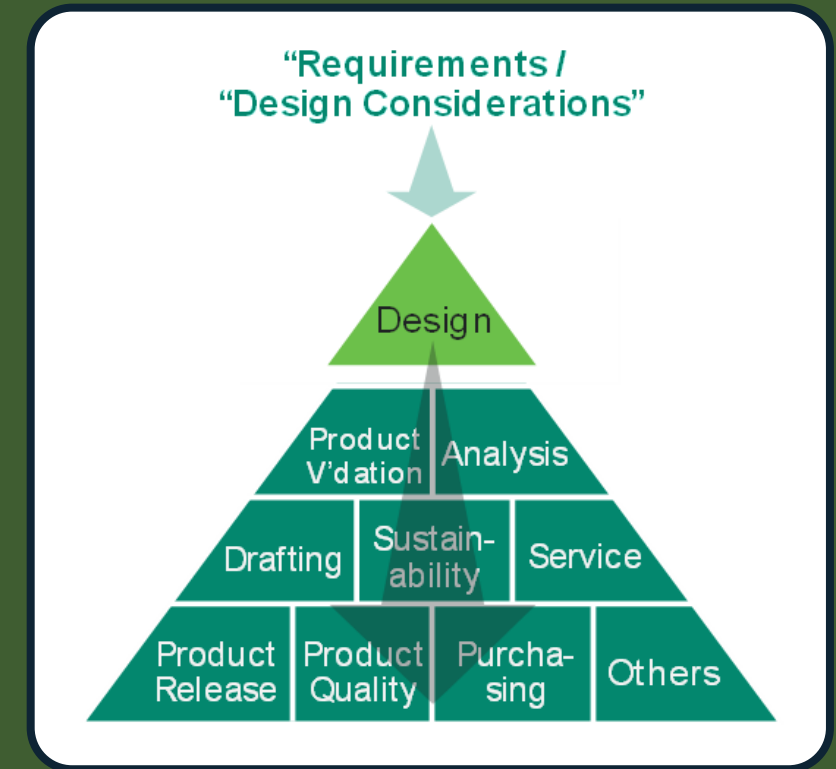 “Requirements /
“Design Considerations”
Design
Product
V’dation
Analysis
Drafting
Sustain-
ability
Service
Product
Release
Product
Quality
Purcha-
sing
Others